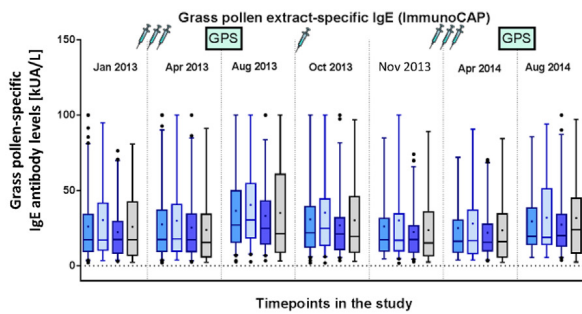 Grass pollen extract-specific IgE (ImmunoCAP)
GPS
GPS
Jan 2013
Apr 2013
Aug 2013
Oct 2013
Nov 2013
Apr 2014
Aug 2014
Grass pollen-specific
IgE antibody levels [kUA/L]
150
100
50
0
Timepoints in the study